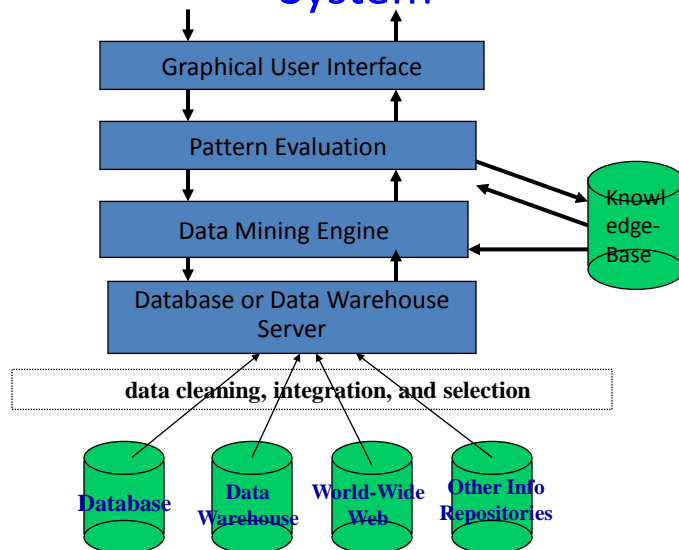 System
Graphical User Interface
Pattern Evaluation
Knowl
edge-
Base
Data Mining Engine
Database or Data Warehouse
Server
data cleaning, integration, and selection
Database
Data
Warehouse
World-Wide
Web
Other Info
Repositories